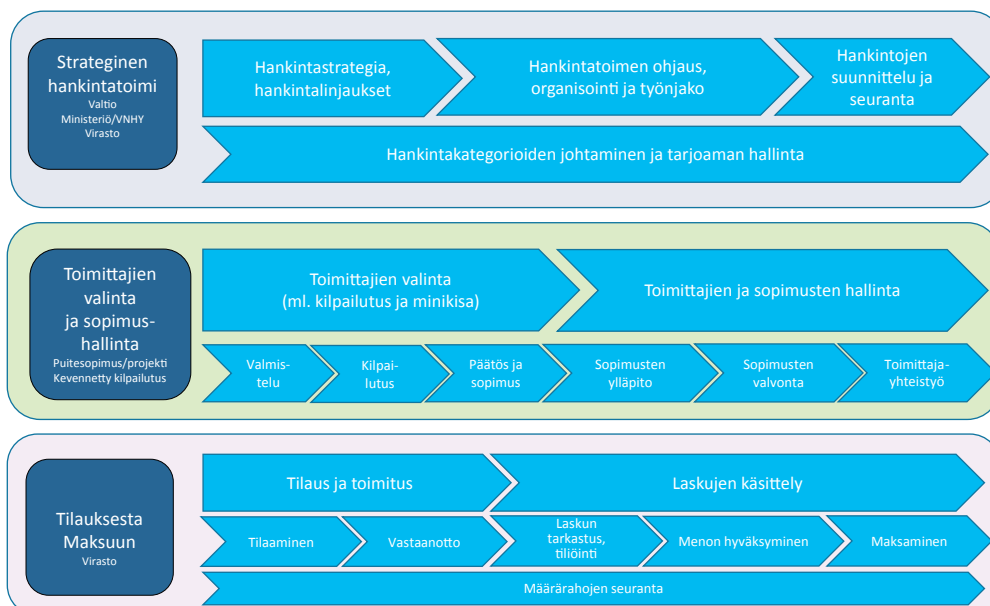 Strateginen
hankintatoimi
Valtio
Ministeriö/VNHY
Virasto
Hankintastrategia,
hankintalinjaukset
Hankintatoimen ohjaus,
organisointi ja työnjako
Hankintojen
suunnittelu ja
seuranta
Hankintakategorioiden johtaminen ja tarjoaman hallinta
Toimittajien
valinta
ja sopimus-
hallinta
Puitesopimus/projekti
Kevennetty kilpailutus
Toimittajien valinta
(ml. kilpailutus ja minikisa)
Toimittajien ja sopimusten hallinta
Valmis-
telu
Kilpai-
lutus
Päätös ja
sopimus
Sopimusten
ylläpito
Sopimusten
valvonta
Toimittaja-
yhteistyö
Tilauksesta
Maksuun
Virasto
Tilaus ja toimitus
Laskujen käsittely
Tilaaminen
Vastaanotto
Laskun
tarkastus,
tiliöinti
Menon hyväksyminen
Maksaminen
Määrärahojen seuranta